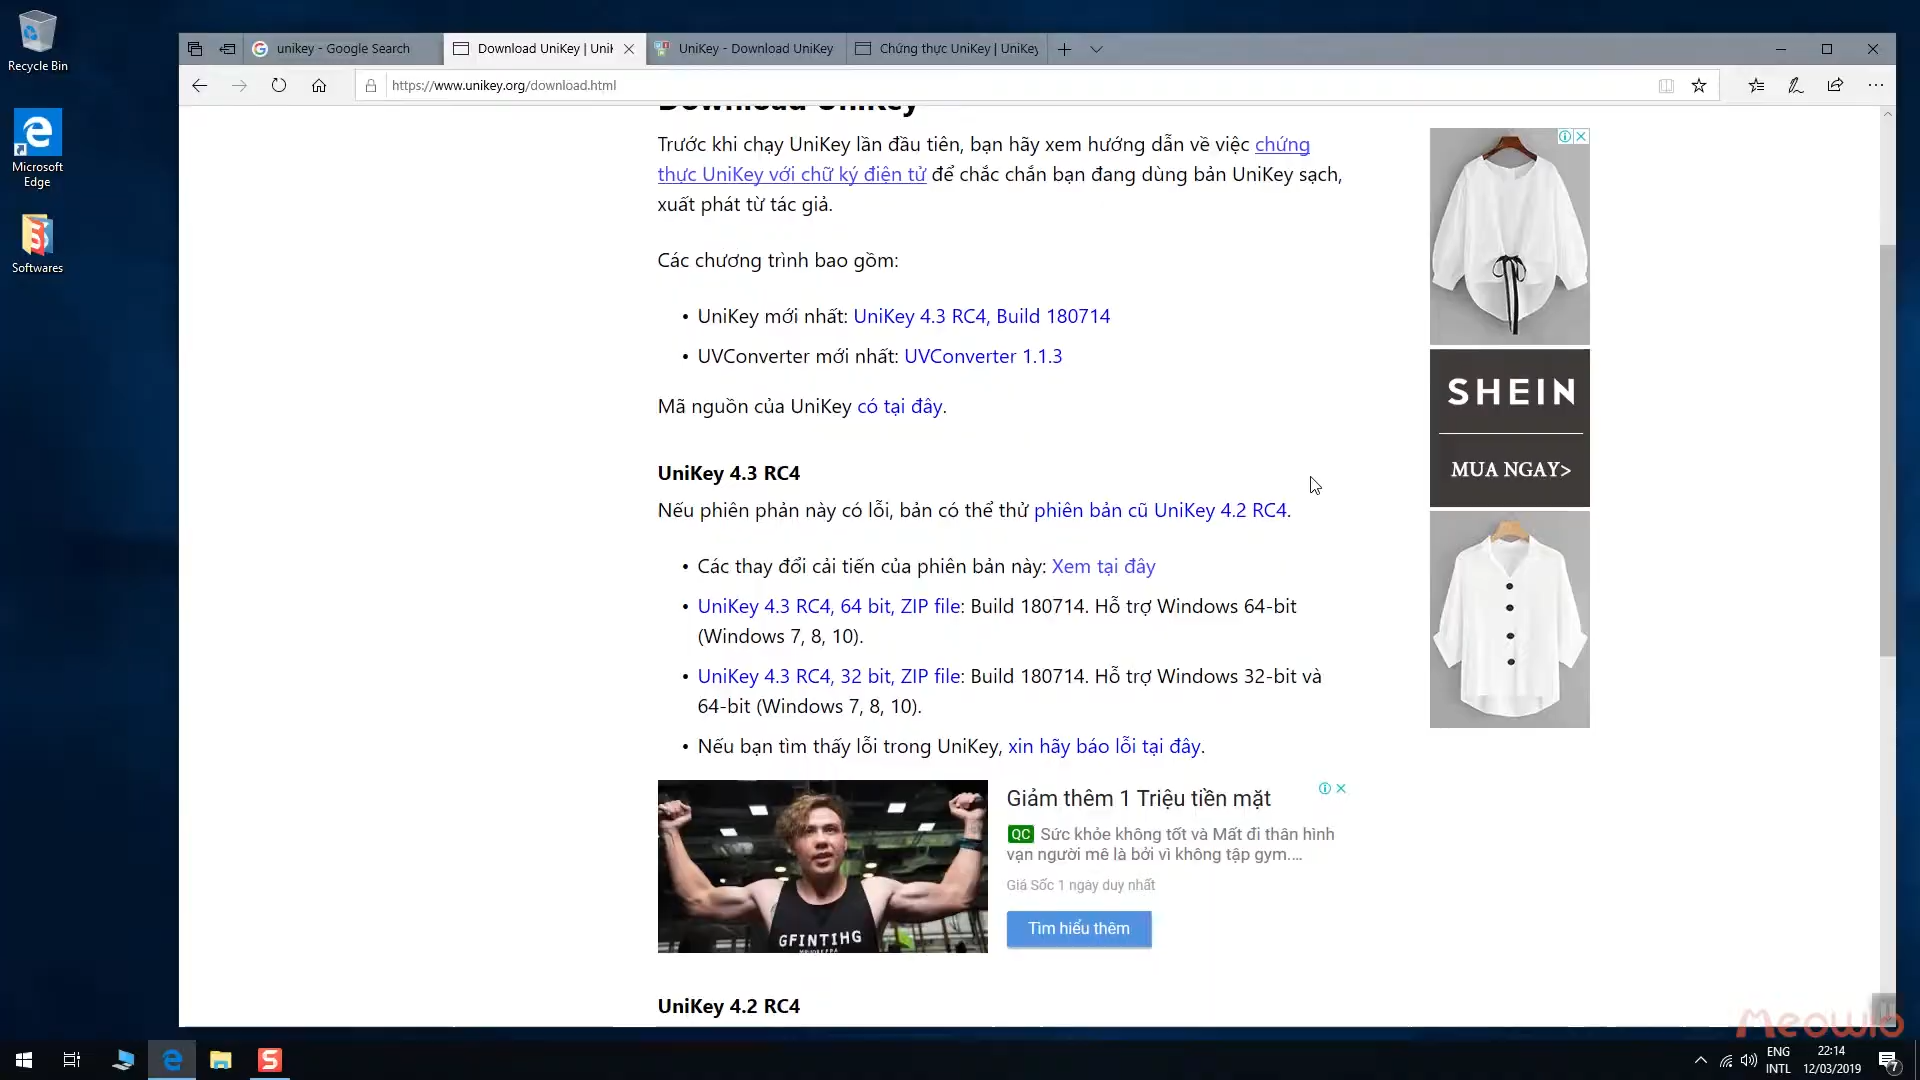 Recycle Bin
Microsoft
Edge
Softwares
unikey - Google Search
Download UniKey | Unik
UniKey - Download UniKey
Chứng thực UniKey | UniKey
https://www.unikey.org/download.html
Download UniKey
Trước khi chạy UniKey lần đầu tiên, bạn hãy xem hướng dẫn về việc chứng
thực UniKey với chữ ký điện tử để chắc chắn bạn đang dùng bản UniKey sạch,
xuất phát từ tác giả.
Các chương trình bao gồm:
• UniKey mới nhất: UniKey 4.3 RC4, Build 180714
• UVConverter mới nhất: UVConverter 1.1.3
Mã nguồn của UniKey có tại đây.
UniKey 4.3 RC4
Nếu phiên phản này có lỗi, bản có thể thử phiên bản cũ UniKey 4.2 RC4.
• Các thay đổi cải tiến của phiên bản này: Xem tại đây
• UniKey 4.3 RC4, 64 bit, ZIP file: Build 180714. Hỗ trợ Windows 64-bit
(Windows 7, 8, 10).
• UniKey 4.3 RC4, 32 bit, ZIP file: Build 180714. Hỗ trợ Windows 32-bit và
64-bit (Windows 7, 8, 10).
• Nếu bạn tìm thấy lỗi trong UniKey, xin hãy báo lỗi tại đây.
SHEIN
MUA NGAY>
GFINTIHG
Giảm thêm 1 Triệu tiền mặt
QC Sức khỏe không tốt và Mất đi thân hình
vạn người mê là bởi vì không tập gym....
Giá Sốc 1 ngày duy nhất
Tìm hiểu thêm
UniKey 4.2 RC4
ENG
INTL
22:14
12/03/2019
7